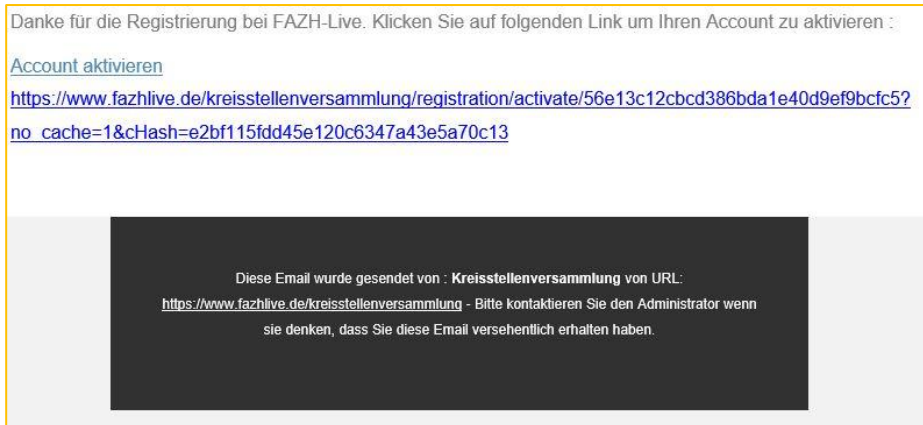 Danke für die Registrierung bei FAZH-Live. Klicken Sie auf folgenden Link um Ihren Account zu aktivieren :
Account aktivieren
https://www.fazhlive.de/kreisstellenversammlung/registration/activate/56e13c12cbcd386bda1e40d9ef9bcfc5?
no_cache=1&cHash=e2bf115fdd45e120c6347a43e5a70c13
Diese Email wurde gesendet von : Kreisstellenversammlung von URL:
https://www.fazhlive.de/kreisstellenversammlung - Bitte kontaktieren Sie den Administrator wenn
sie denken, dass Sie diese Email versehentlich erhalten haben.